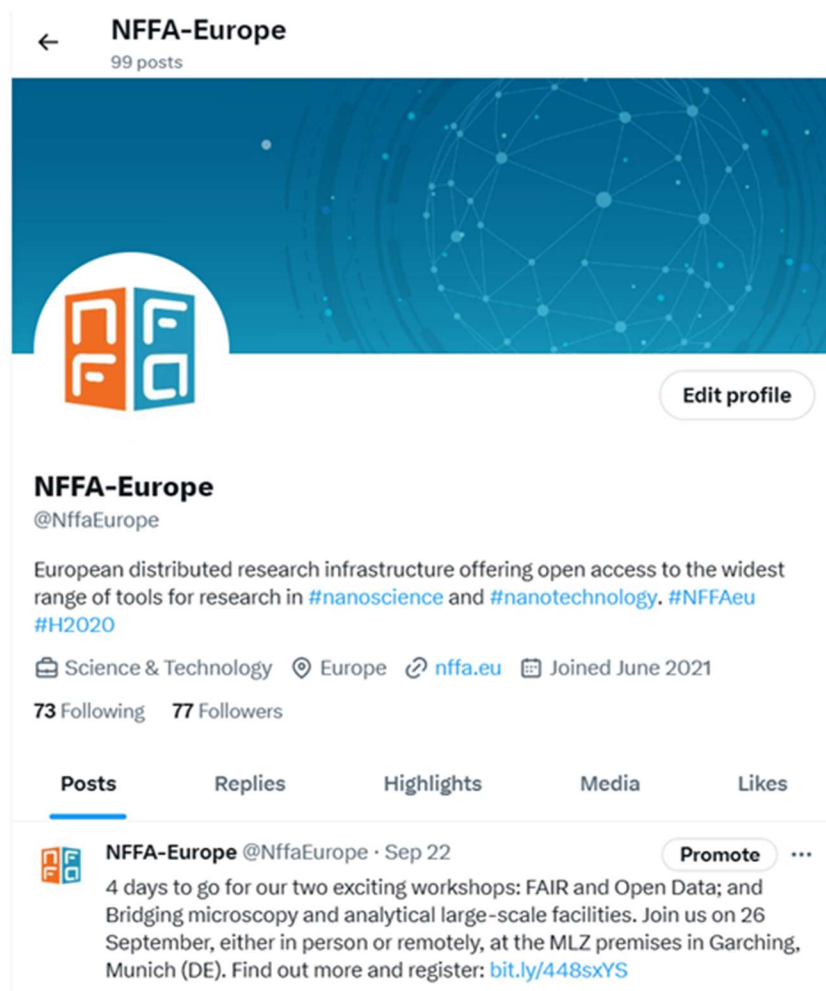 NFFA-Europe
99 posts
nF
Fa
Edit profile
NFFA-Europe
@NffaEurope
European distributed research infrastructure offering open access to the widest
range of tools for research in #nanoscience and #nanotechnology. #NFFAeu
#H2020
Science & Technology Europe nffa.eu Joined June 2021
73 Following 77 Followers
Posts Replies Highlights Media Likes
nF
Fa
NFFA-Europe @NffaEurope · Sep 22 Promote ···
4 days to go for our two exciting workshops: FAIR and Open Data; and
Bridging microscopy and analytical large-scale facilities. Join us on 26
September, either in person or remotely, at the MLZ premises in Garching,
Munich (DE). Find out more and register: bit.ly/448sxYS